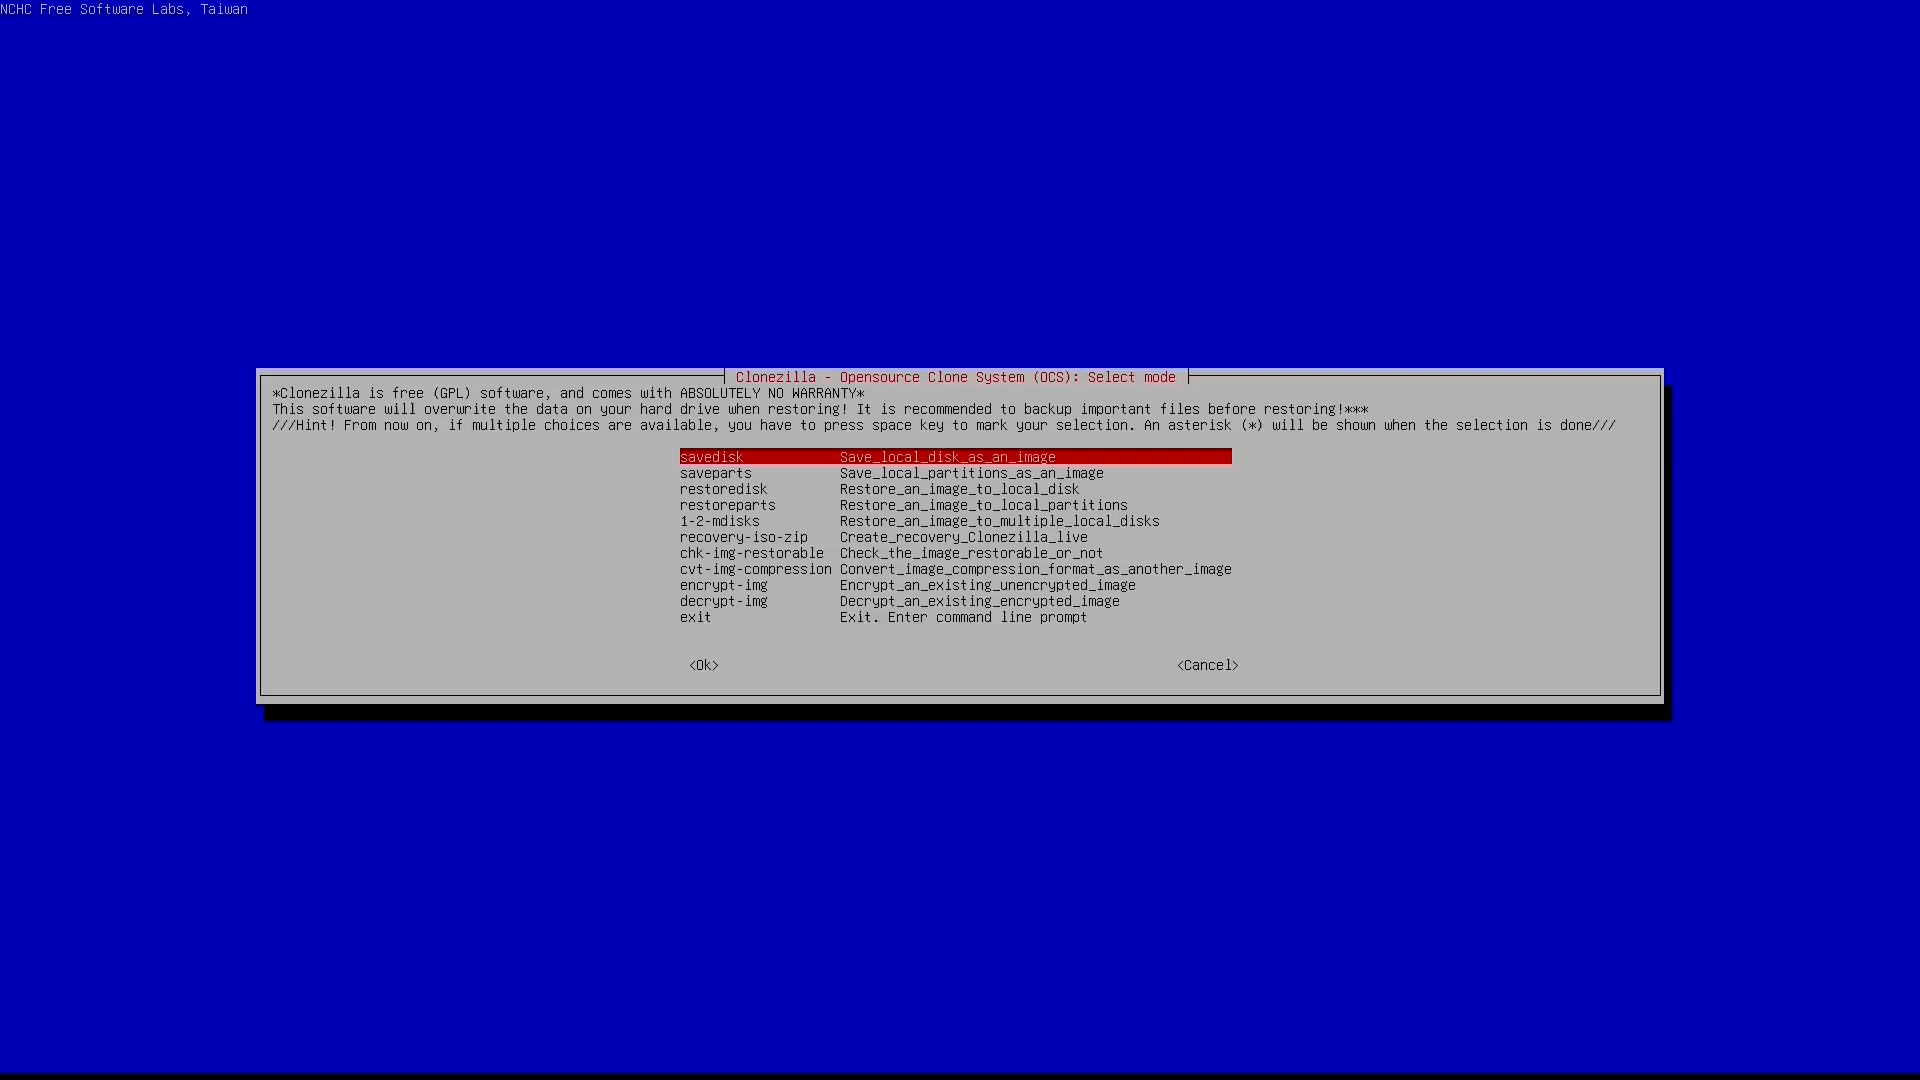 NCHC Free Software Labs, Taiwan
Clonezilla - Opensource Clone System (OCS): Select mode
*Clonezilla is free (GPL) software, and comes with ABSOLUTELY NO WARRANTY*
This software will overwrite the data on your hard drive when restoring! It is recommended to backup important files before restoring!***
///Hint! From now on, if multiple choices are available, you have to press space key to mark your selection. An asterisk (*) will be shown when the selection is done///
savedisk Save_local_disk_as_an_image
saveparts Save_local_partitions_as_an_image
restoredisk Restore_an_image_to_local_disk
restoreparts Restore_an_image_to_local_partitions
1-2-mdisks Restore_an_image_to_multiple_local_disks
recovery-iso-zip Create_recovery_Clonezilla_live
chk-img-restorable Check_the_image_restorable_or_not
cvt-img-compression Convert_image_compression_format_as_another_image
encrypt-img Encrypt_an_existing_unencrypted_image
decrypt-img Decrypt_an_existing_encrypted_image
exit Exit. Enter command line prompt
<Ok> <Cancel>